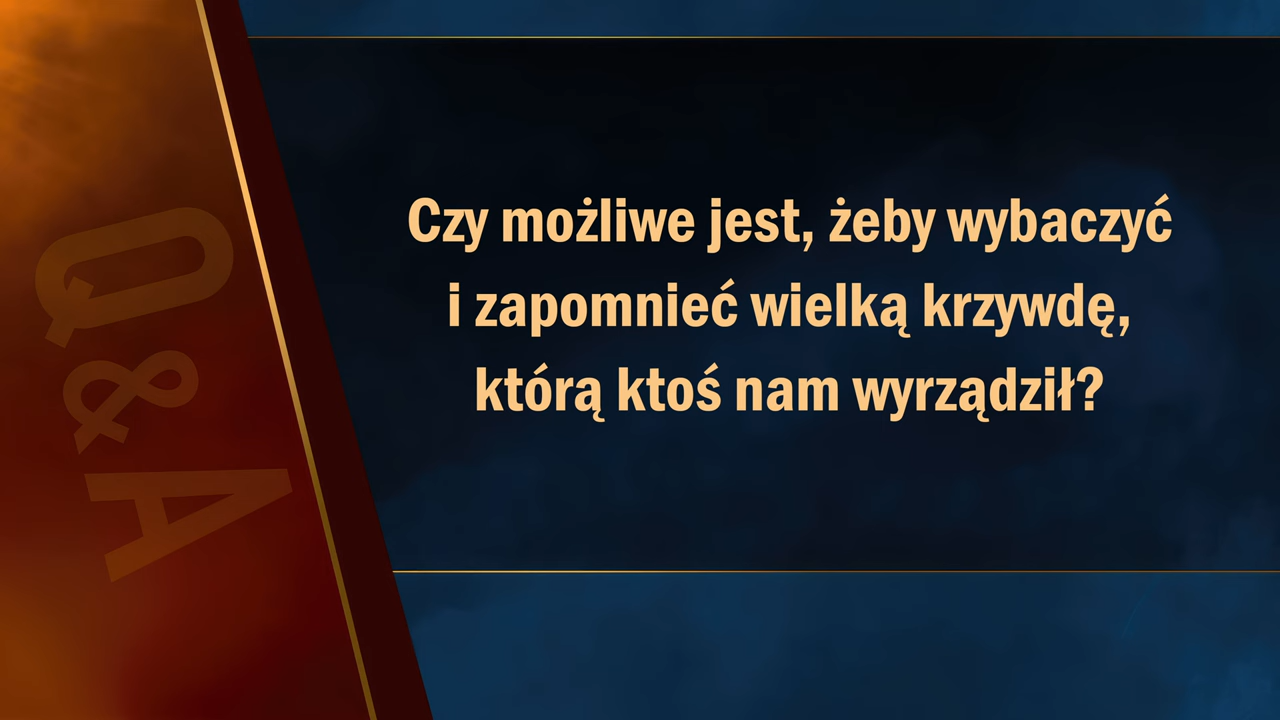 Q&A
Czy możliwe jest, żeby wybaczyć
i zapomnieć wielką krzywdę,
którą ktoś nam wyrządził?